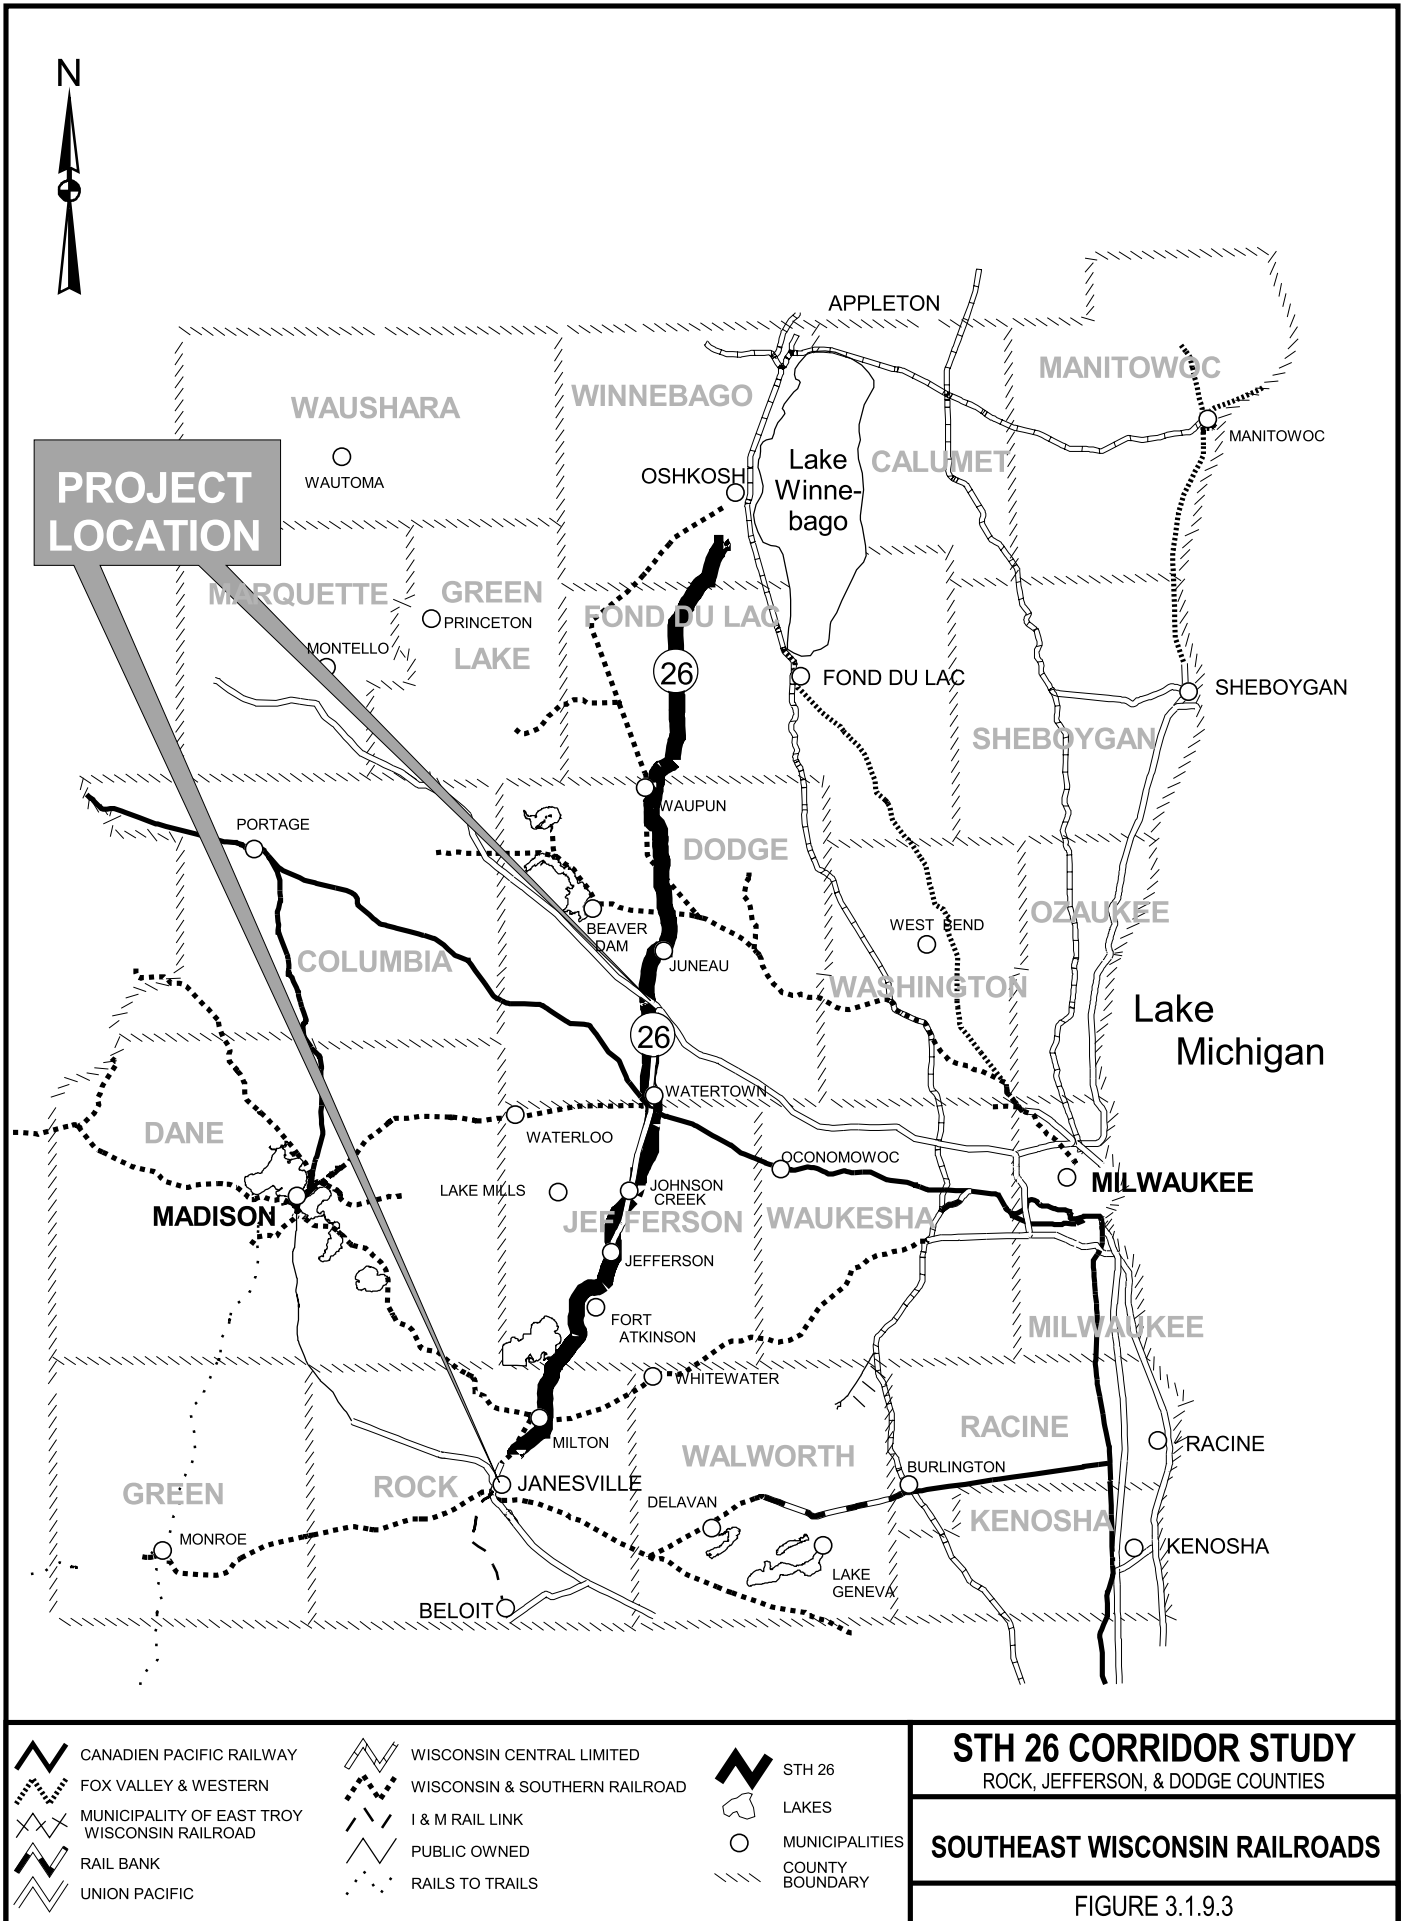 N
APPLETON
MANITOWOC
WINNEBAGO
WAUSHARA
MANITOWOC
WAUTOMA
OSHKOSH
Lake
Winne-
bago
CALUMET
PROJECT
LOCATION
MARQUETTE
GREEN
LAKE
PRINCETON
FOND DU LAC
MONTELLO
26
FOND DU LAC
SHEBOYGAN
SHEBOYGAN
WAUPUN
PORTAGE
DODGE
OZAUKEE
WEST BEND
BEAVER
DAM
JUNEAU
COLUMBIA
WASHINGTON
Lake
Michigan
26
WATERTOWN
DANE
WATERLOO
OCONOMOWOC
LAKE MILLS
JOHNSON
CREEK
MILWAUKEE
MADISON
JEFFERSON
WAUKESHA
JEFFERSON
FORT
ATKINSON
MILWAUKEE
WHITEWATER
MILTON
RACINE
RACINE
WALWORTH
BURLINGTON
ROCK
JANESVILLE
GREEN
DELAVAN
KENOSHA
MONROE
KENOSHA
LAKE
GENEVA
BELOIT
CANADIEN PACIFIC RAILWAY
FOX VALLEY & WESTERN
MUNICIPALITY OF EAST TROY
WISCONSIN RAILROAD
RAIL BANK
UNION PACIFIC
WISCONSIN CENTRAL LIMITED
WISCONSIN & SOUTHERN RAILROAD
I & M RAIL LINK
PUBLIC OWNED
RAILS TO TRAILS
STH 26
LAKES
MUNICIPALITIES
COUNTY
BOUNDARY
STH 26 CORRIDOR STUDY
ROCK, JEFFERSON, & DODGE COUNTIES
SOUTHEAST WISCONSIN RAILROADS
FIGURE 3.1.9.3